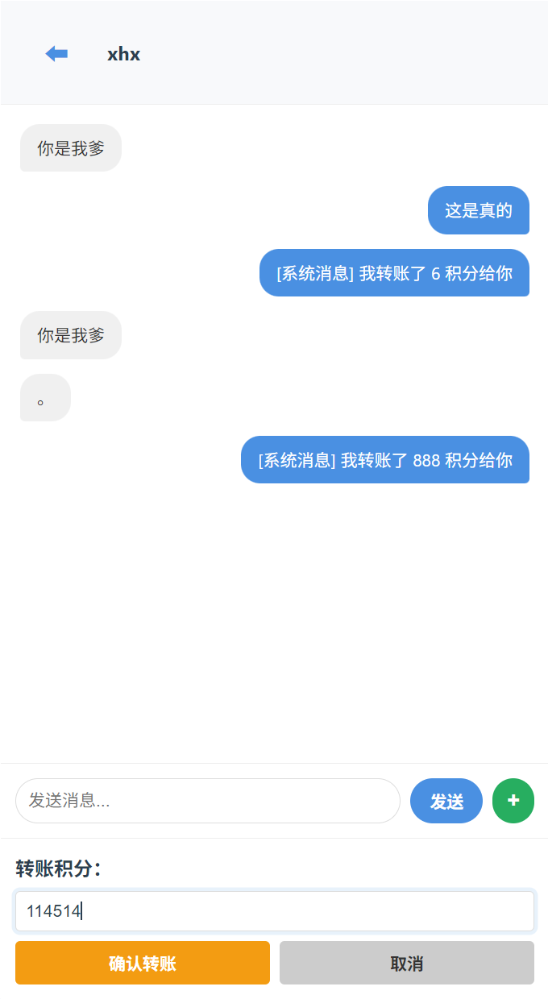 xhx
你是我爹
这是真的
[系统消息] 我转账了 6 积分给你
你是我爹
。
[系统消息] 我转账了 888 积分给你
发送消息...
发送
+
转账积分：
114514
确认转账
取消